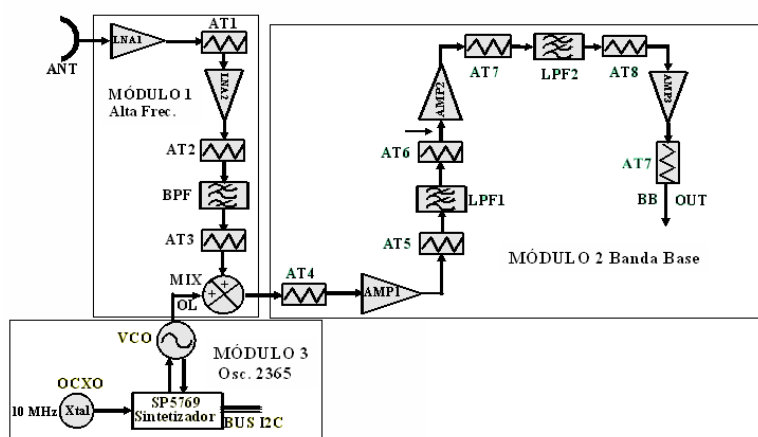 ANT
LNA1
AT1
LNA2
MÓDULO 1
Alta Frec.
AT2
BPF
AT3
MIX
OL
AT4
AMP1
AT5
LPF1
AT6
AMP2
AT7
LPF2
AT8
AMP3
AT7
BB OUT
MÓDULO 2 Banda Base
VCO
MÓDULO 3
Osc. 2365
OCXO
10 MHz
Xtal
SP5769
Sintetizador
BUS I2C